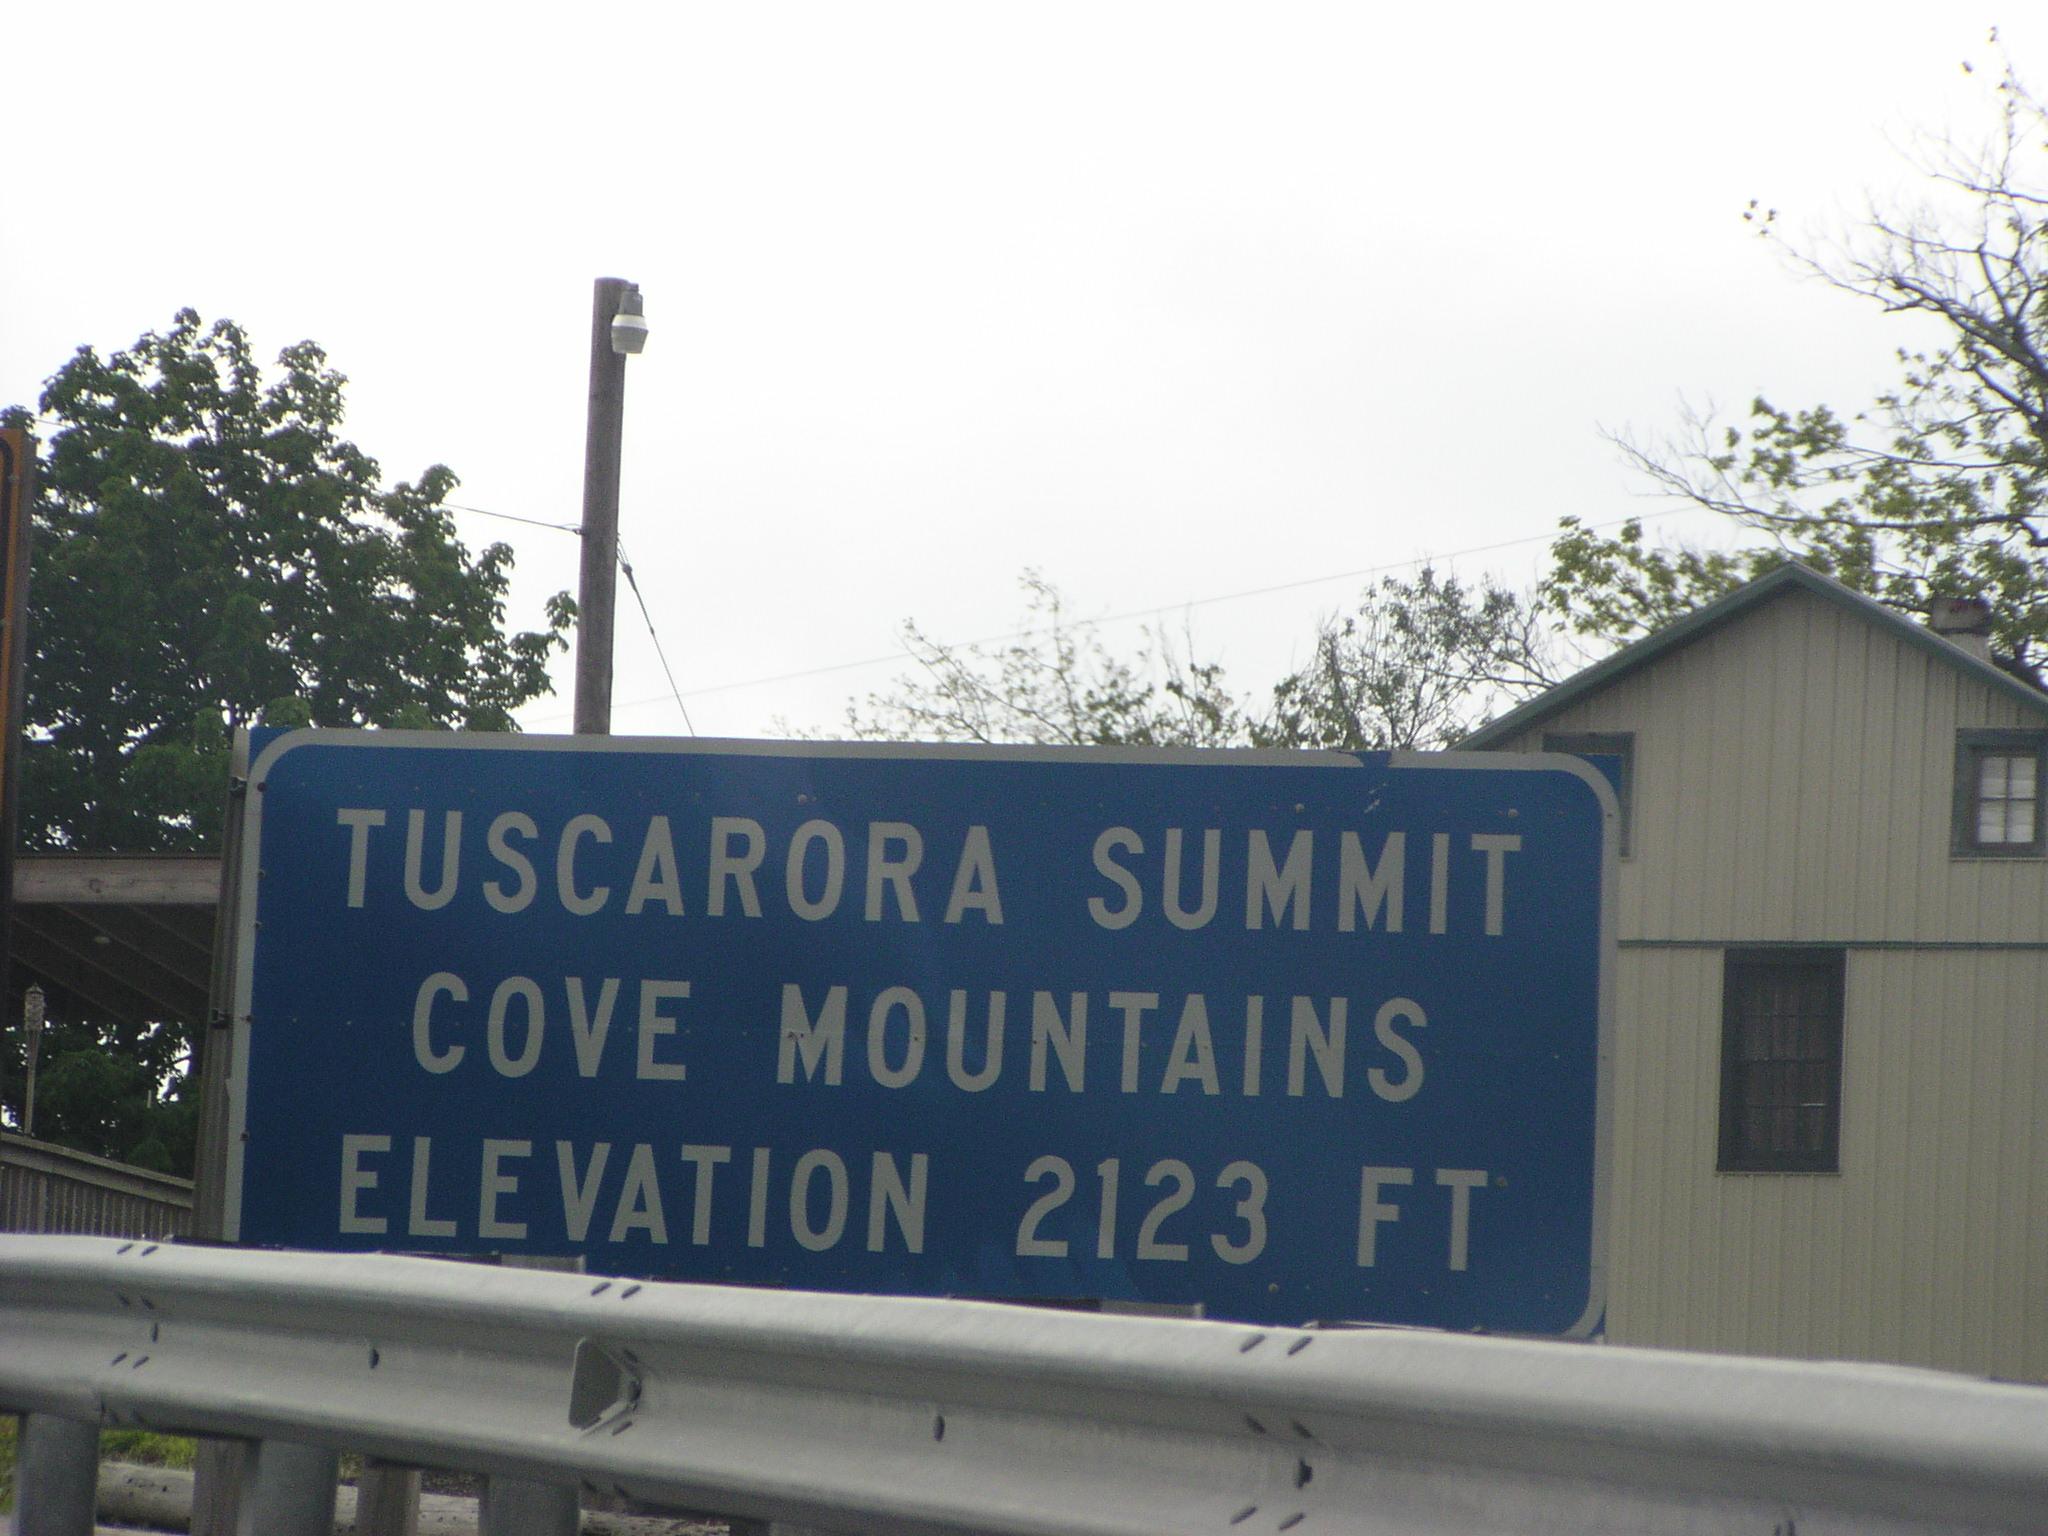 TUSCARORA SUMMIT
COVE MOUNTAINS
ELEVATION 2123 FT